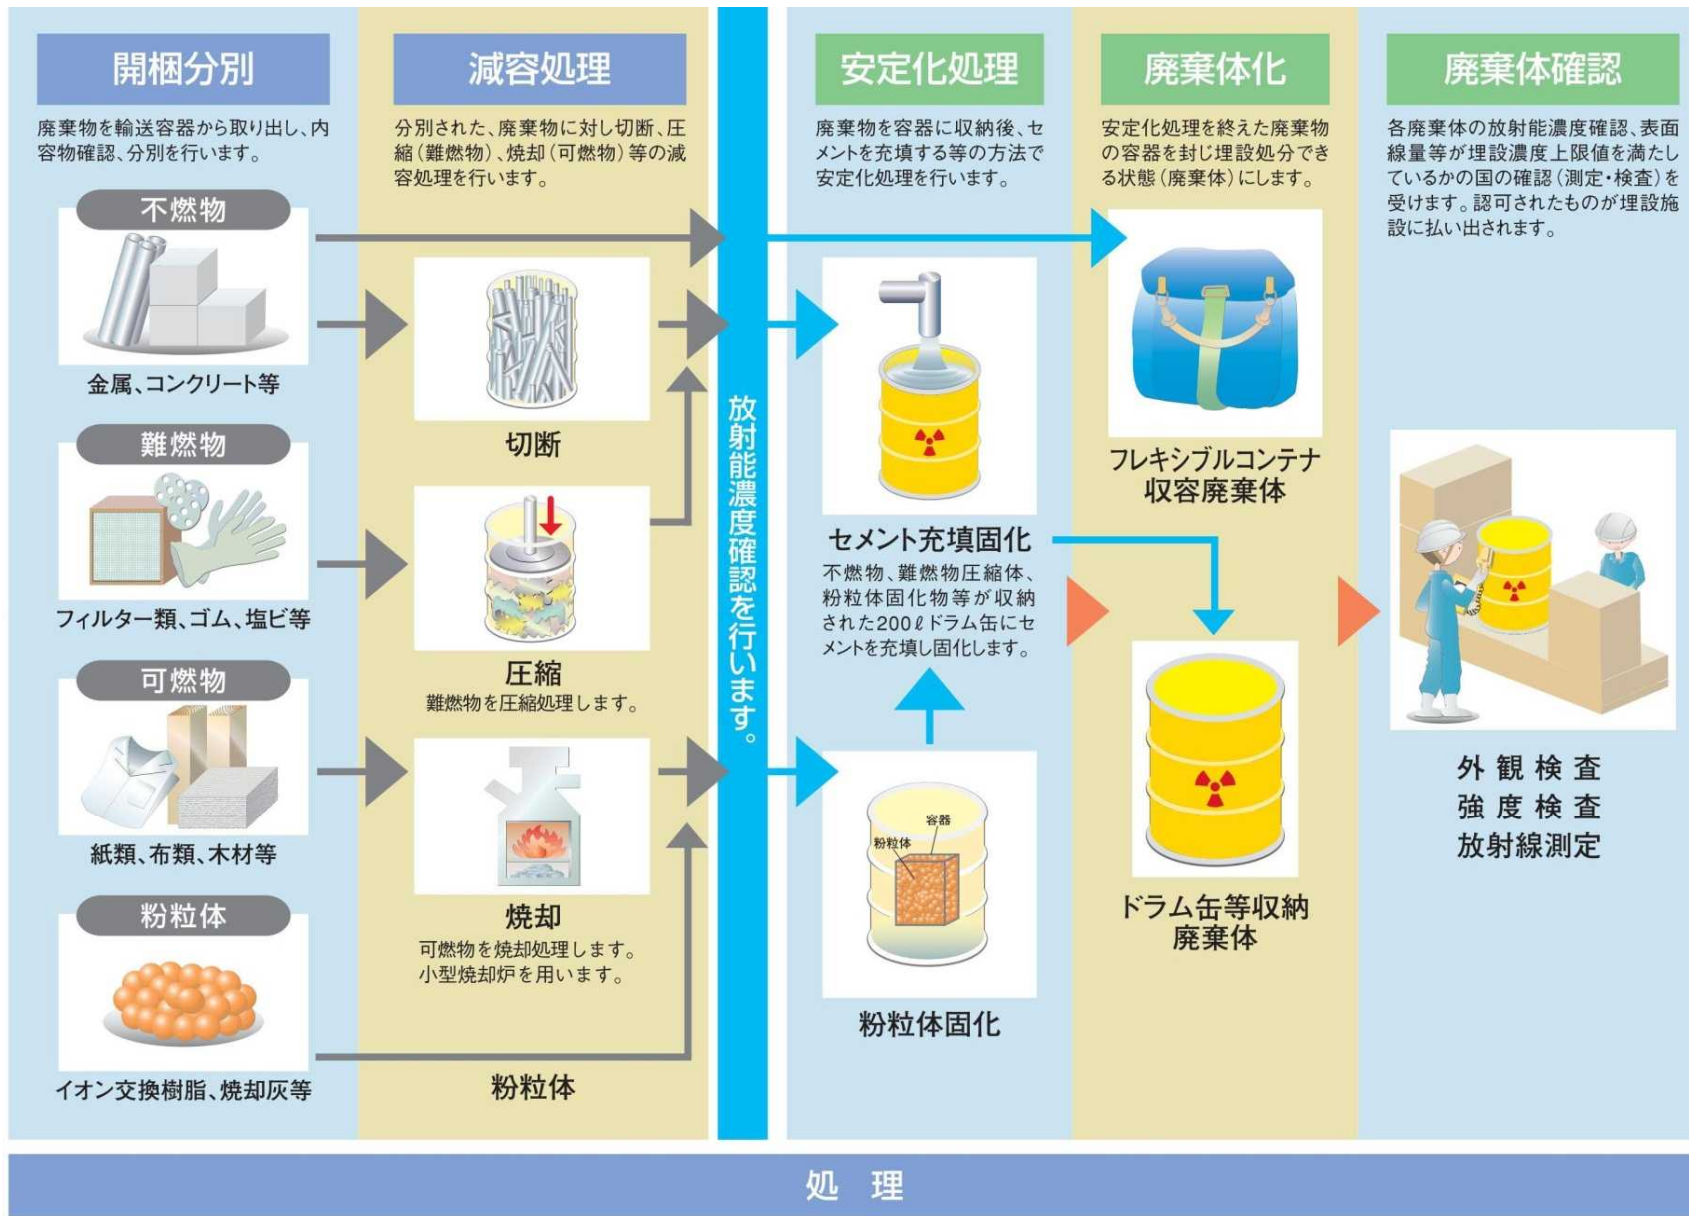 開梱分別
廃棄物を輸送容器から取り出し、内
容物確認、分別を行います。
不燃物
金属、コンクリート等
難燃物
フィルター類、ゴム、塩ビ等
可燃物
紙類、布類、木材等
粉粒体
イオン交換樹脂、焼却灰等
減容処理
分別された、廃棄物に対し切断、圧
縮(難燃物)、焼却(可燃物)等の減
容処理を行います。
切断
圧縮
難燃物を圧縮処理します。
焼却
可燃物を焼却処理します。
小型焼却炉を用います。
粉粒体
放射能濃度確認を行います。
安定化処理
廃棄物を容器に収納後、セ
メントを充填する等の方法で
安定化処理を行います。
セメント充填固化
不燃物、難燃物圧縮体、
粉粒体固化物等が収納
された200ℓドラム缶にセ
メントを充填し固化します。
容器
粉粒体
粉粒体固化
廃棄体化
安定化処理を終えた廃棄物
の容器を封じ埋設処分でき
る状態(廃棄体)にします。
フレキシブルコンテナ
収容廃棄体
ドラム缶等収納
廃棄体
廃棄体確認
各廃棄体の放射能濃度確認、表面
線量等が埋設濃度上限値を満たし
ているかの国の確認(測定・検査)を
受けます。認可されたものが埋設施
設に払い出されます。
外観検査
強度検査
放射線測定
処理